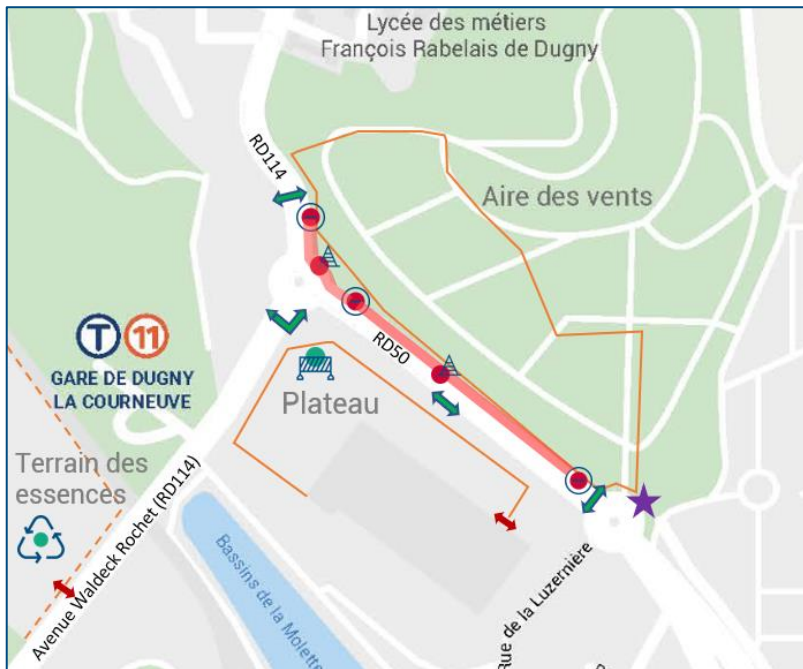 Lycée des métiers
François Rabelais de Dugny
RD114
Aire des vents
T 11
GARE DE DUGNY
LA COURNEUVE
RD50
Plateau
Terrain des
essences
Avenue Waldeck Rochet (RD114)
Bassins de la Molette
Rue de la Luzernière